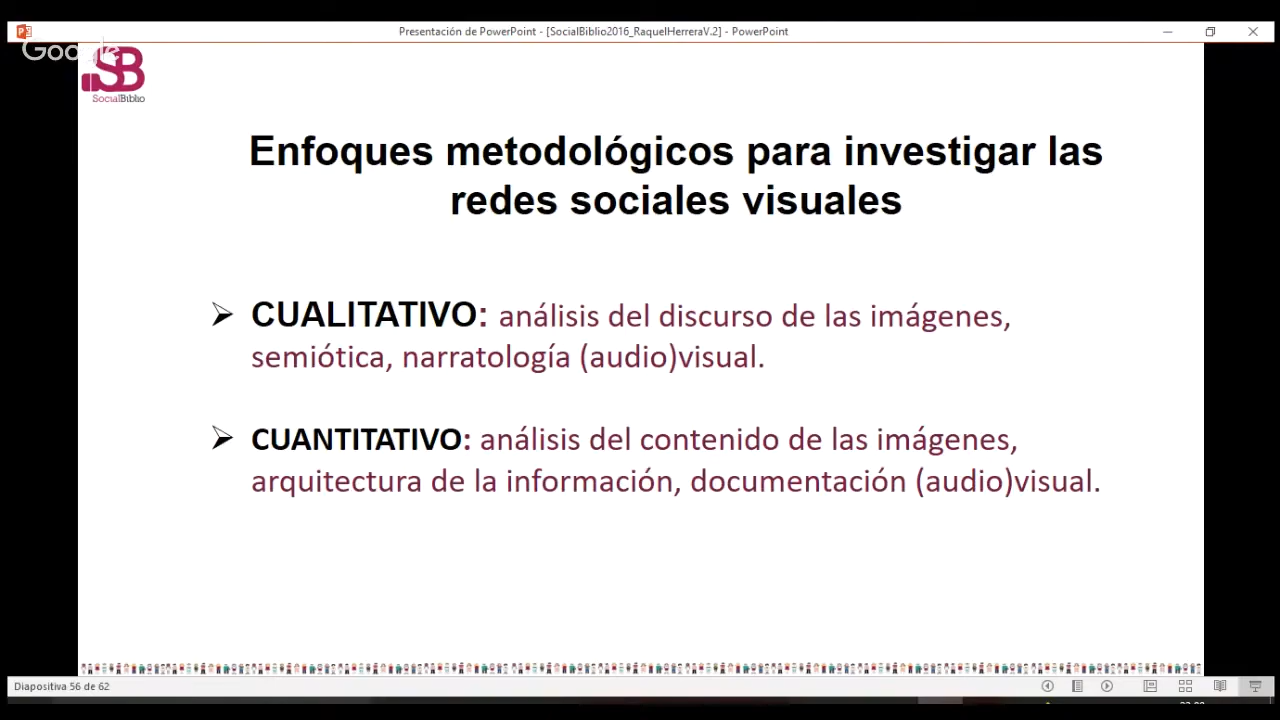 Presentación de PowerPoint - [SocialBiblio2016_RaquelHerreraV.2] - PowerPoint
Google
SB
SocialBiblio
Enfoques metodológicos para investigar las
redes sociales visuales
CUALITATIVO: análisis del discurso de las imágenes,
semiótica, narratología (audio)visual.
CUANTITATIVO: análisis del contenido de las imágenes,
arquitectura de la información, documentación (audio)visual.
Diapositiva 56 de 62